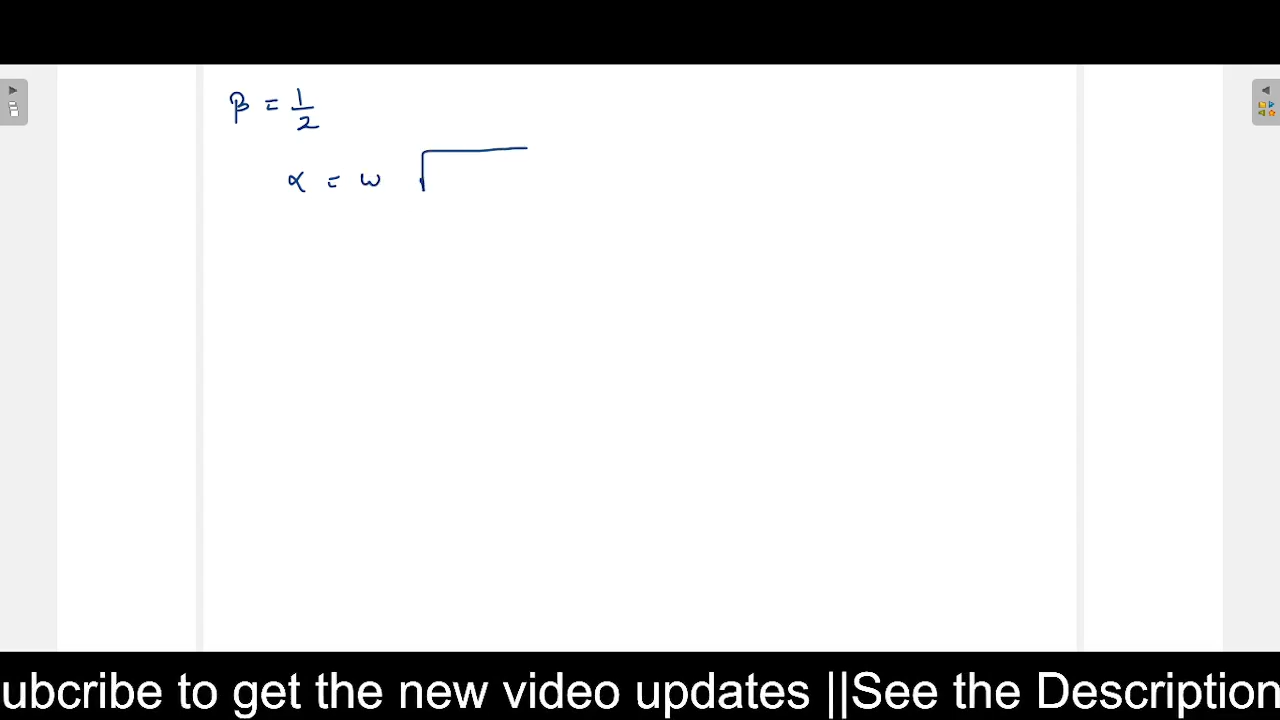 β = 1/2
α = ω √
ubcribe to get the new video updates ||See the Description